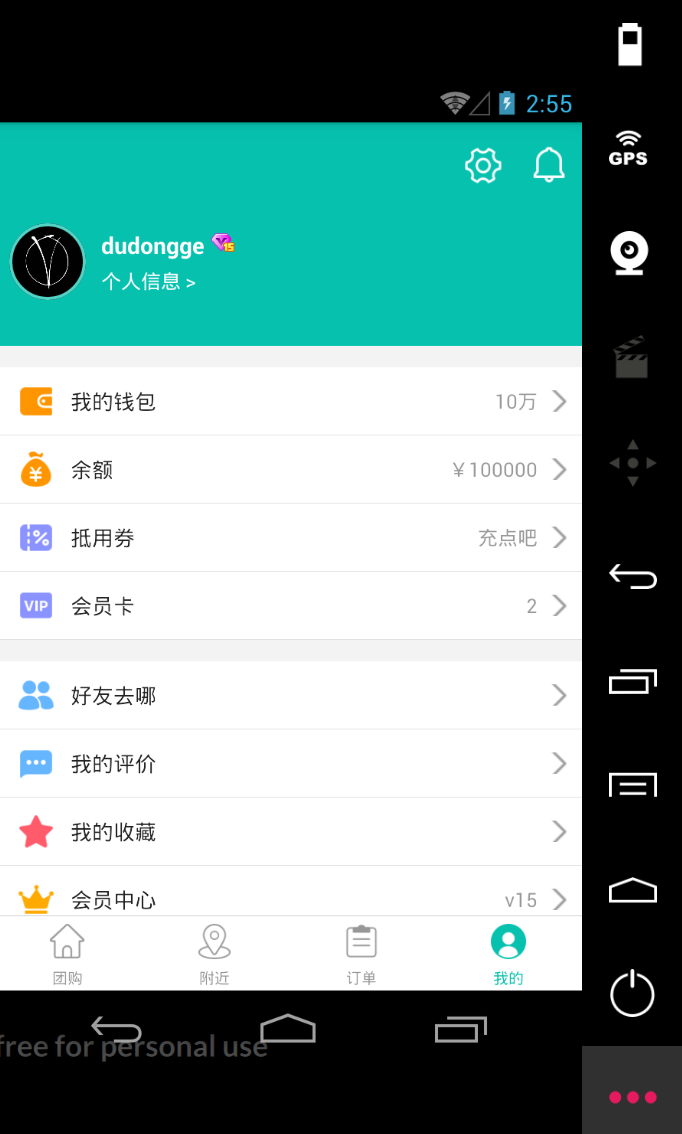 2:55
GPS
dudongge 15
个人信息 >
我的钱包 10万
余额 ￥100000
抵用券 充点吧
VIP 会员卡 2
好友去哪
我的评价
我的收藏
会员中心 v15
团购 附近 订单 我的
free for personal use